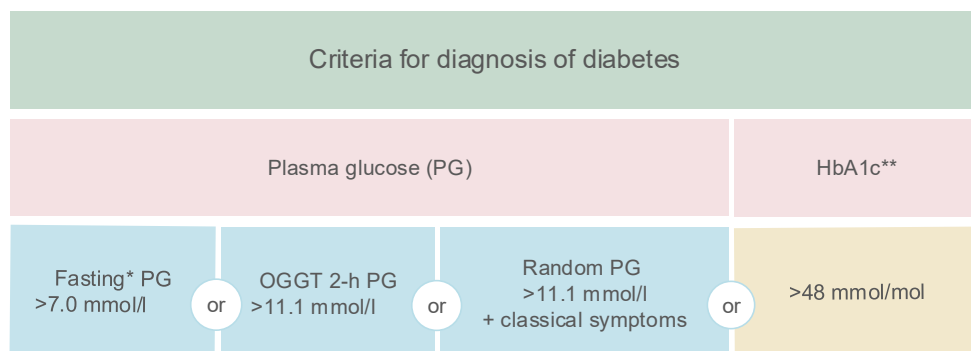 Criteria for diagnosis of diabetes
Plasma glucose (PG)
HbA1c**
Fasting* PG
>7.0 mmol/l
or
OGGT 2-h PG
>11.1 mmol/l
or
Random PG
>11.1 mmol/l
+ classical symptoms
or
>48 mmol/mol